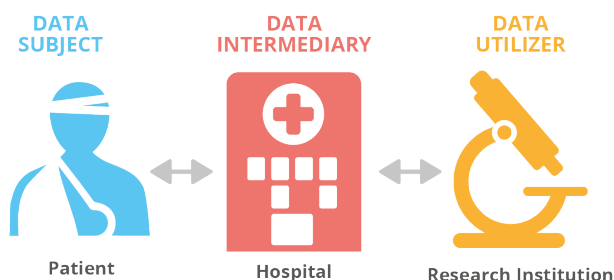 DATA
SUBJECT
DATA
INTERMEDIARY
DATA
UTILIZER
Patient
Hospital
Research Institution